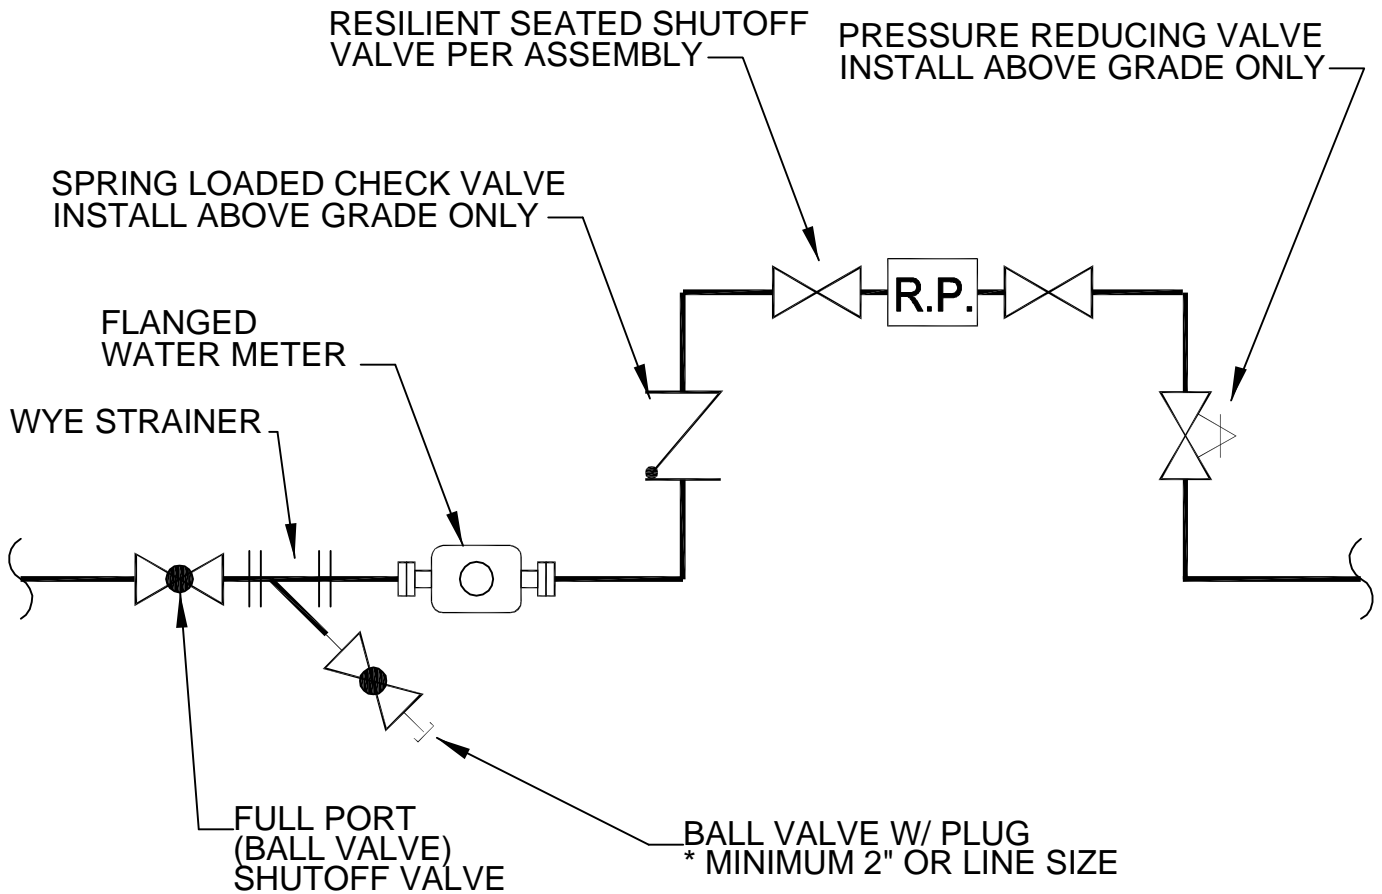 RESILIENT SEATED SHUTOFF
VALVE PER ASSEMBLY
PRESSURE REDUCING VALVE
INSTALL ABOVE GRADE ONLY
SPRING LOADED CHECK VALVE
INSTALL ABOVE GRADE ONLY
R.P.
FLANGED
WATER METER
WYE STRAINER
FULL PORT
(BALL VALVE)
SHUTOFF VALVE
BALL VALVE W/ PLUG
* MINIMUM 2" OR LINE SIZE